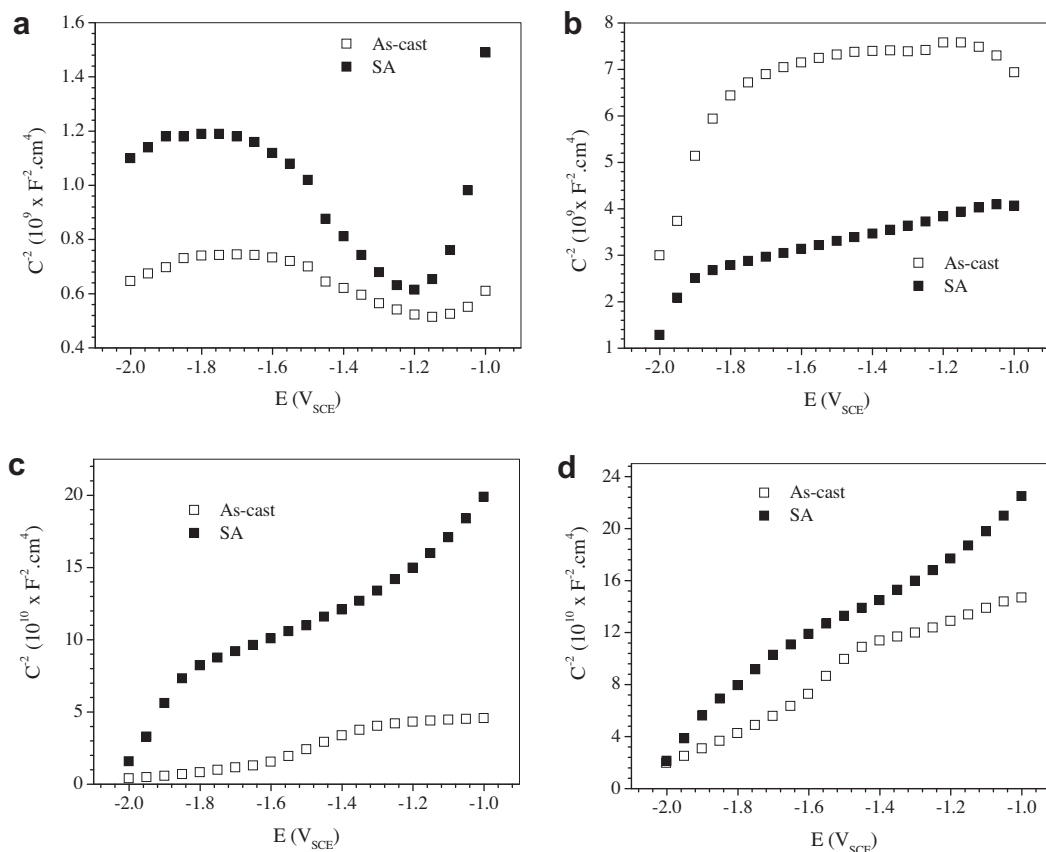 a
1.6
1.4
1.2
1.0
0.8
0.6
0.4
C⁻² (10⁹ x F⁻².cm⁴)
As-cast
SA
-2.0 -1.8 -1.6 -1.4 -1.2 -1.0
E (V_SCE)
b
8
7
6
5
4
3
2
1
C⁻² (10⁹ x F⁻².cm⁴)
As-cast
SA
-2.0 -1.8 -1.6 -1.4 -1.2 -1.0
E (V_SCE)
c
20
15
10
5
0
C⁻² (10¹⁰ x F⁻².cm⁴)
As-cast
SA
-2.0 -1.8 -1.6 -1.4 -1.2 -1.0
E (V_SCE)
d
24
20
16
12
8
4
0
C⁻² (10¹⁰ x F⁻².cm⁴)
As-cast
SA
-2.0 -1.8 -1.6 -1.4 -1.2 -1.0
E (V_SCE)